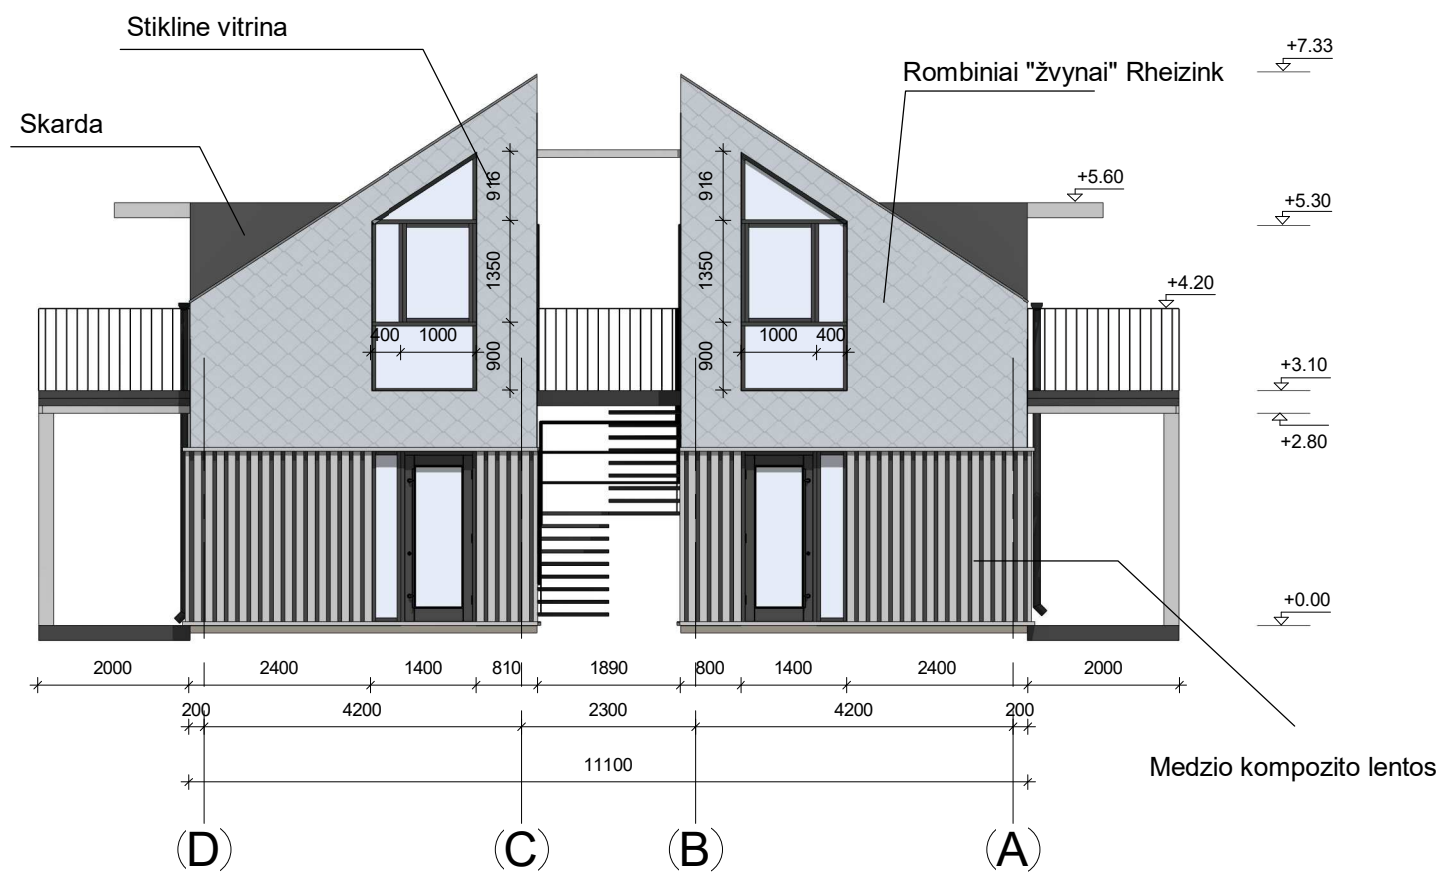 Stikline vitrina
+7.33
Rombiniai "žvynai" Rheizink
Skarda
916
916
+5.60
+5.30
1350
1350
+4.20
400 1000
1000 400
900
900
+3.10
+2.80
+0.00
2000 2400 1400 810 1890 800 1400 2400 2000
200 4200 2300 4200 200
11100
Medzio kompozito lentos
D C B A